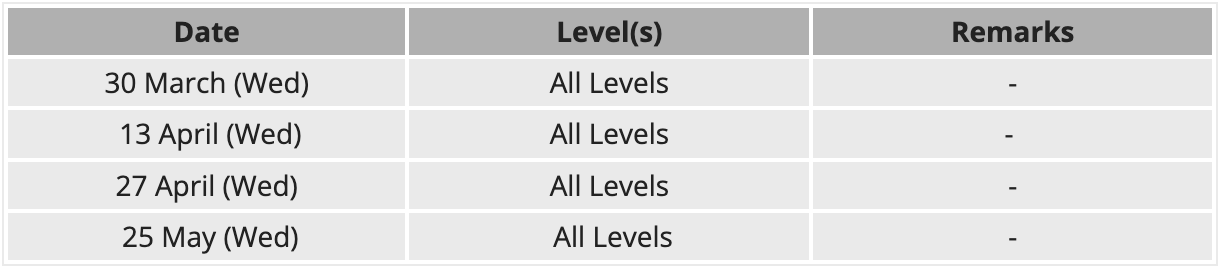 Date Level(s) Remarks
30 March (Wed) All Levels -
13 April (Wed) All Levels -
27 April (Wed) All Levels -
25 May (Wed) All Levels -